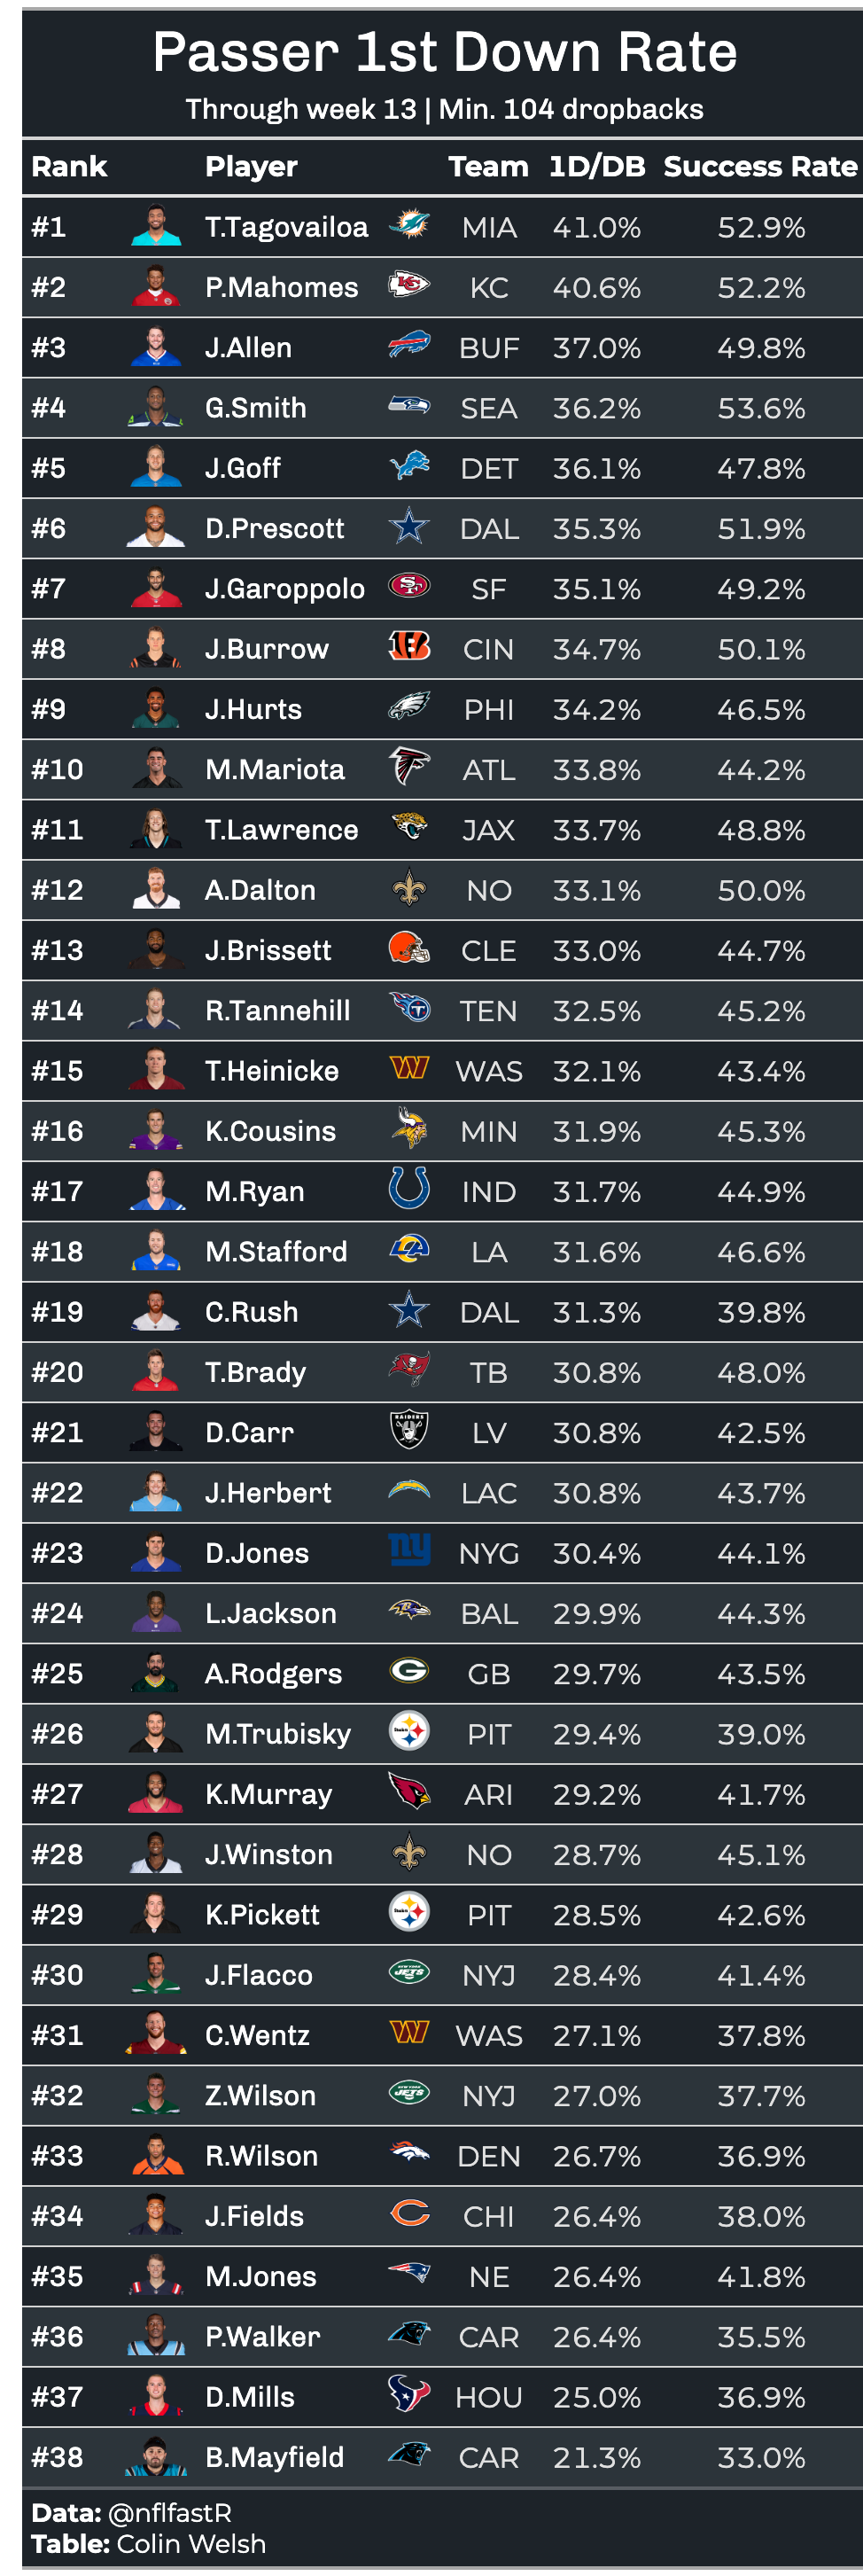 Passer 1st Down Rate
Through week 13 | Min. 104 dropbacks
Rank Player Team 1D/DB Success Rate
#1 T.Tagovailoa MIA 41.0% 52.9%
#2 P.Mahomes KC 40.6% 52.2%
#3 J.Allen BUF 37.0% 49.8%
#4 G.Smith SEA 36.2% 53.6%
#5 J.Goff DET 36.1% 47.8%
#6 D.Prescott DAL 35.3% 51.9%
#7 J.Garoppolo SF 35.1% 49.2%
#8 J.Burrow CIN 34.7% 50.1%
#9 J.Hurts PHI 34.2% 46.5%
#10 M.Mariota ATL 33.8% 44.2%
#11 T.Lawrence JAX 33.7% 48.8%
#12 A.Dalton NO 33.1% 50.0%
#13 J.Brissett CLE 33.0% 44.7%
#14 R.Tannehill TEN 32.5% 45.2%
#15 T.Heinicke WAS 32.1% 43.4%
#16 K.Cousins MIN 31.9% 45.3%
#17 M.Ryan IND 31.7% 44.9%
#18 M.Stafford LA 31.6% 46.6%
#19 C.Rush DAL 31.3% 39.8%
#20 T.Brady TB 30.8% 48.0%
#21 D.Carr LV 30.8% 42.5%
#22 J.Herbert LAC 30.8% 43.7%
#23 D.Jones NYG 30.4% 44.1%
#24 L.Jackson BAL 29.9% 44.3%
#25 A.Rodgers GB 29.7% 43.5%
#26 M.Trubisky PIT 29.4% 39.0%
#27 K.Murray ARI 29.2% 41.7%
#28 J.Winston NO 28.7% 45.1%
#29 K.Pickett PIT 28.5% 42.6%
#30 J.Flacco NYJ 28.4% 41.4%
#31 C.Wentz WAS 27.1% 37.8%
#32 Z.Wilson NYJ 27.0% 37.7%
#33 R.Wilson DEN 26.7% 36.9%
#34 J.Fields CHI 26.4% 38.0%
#35 M.Jones NE 26.4% 41.8%
#36 P.Walker CAR 26.4% 35.5%
#37 D.Mills HOU 25.0% 36.9%
#38 B.Mayfield CAR 21.3% 33.0%
Data: @nflfastR
Table: Colin Welsh